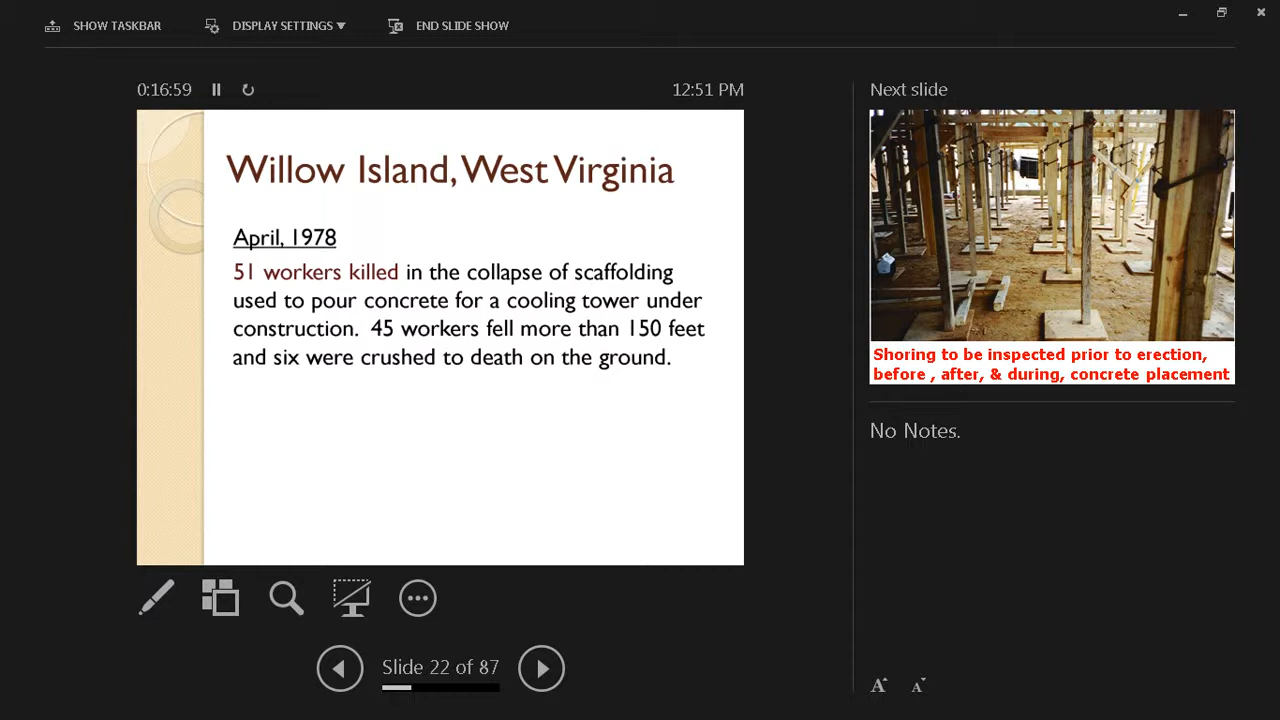 SHOW TASKBAR DISPLAY SETTINGS ▼ END SLIDE SHOW
0:16:59 12:51 PM Next slide
Willow Island, West Virginia
April, 1978
51 workers killed in the collapse of scaffolding
used to pour concrete for a cooling tower under
construction.  45 workers fell more than 150 feet
and six were crushed to death on the ground.
Shoring to be inspected prior to erection,
before , after, & during, concrete placement
No Notes.
Slide 22 of 87
A A